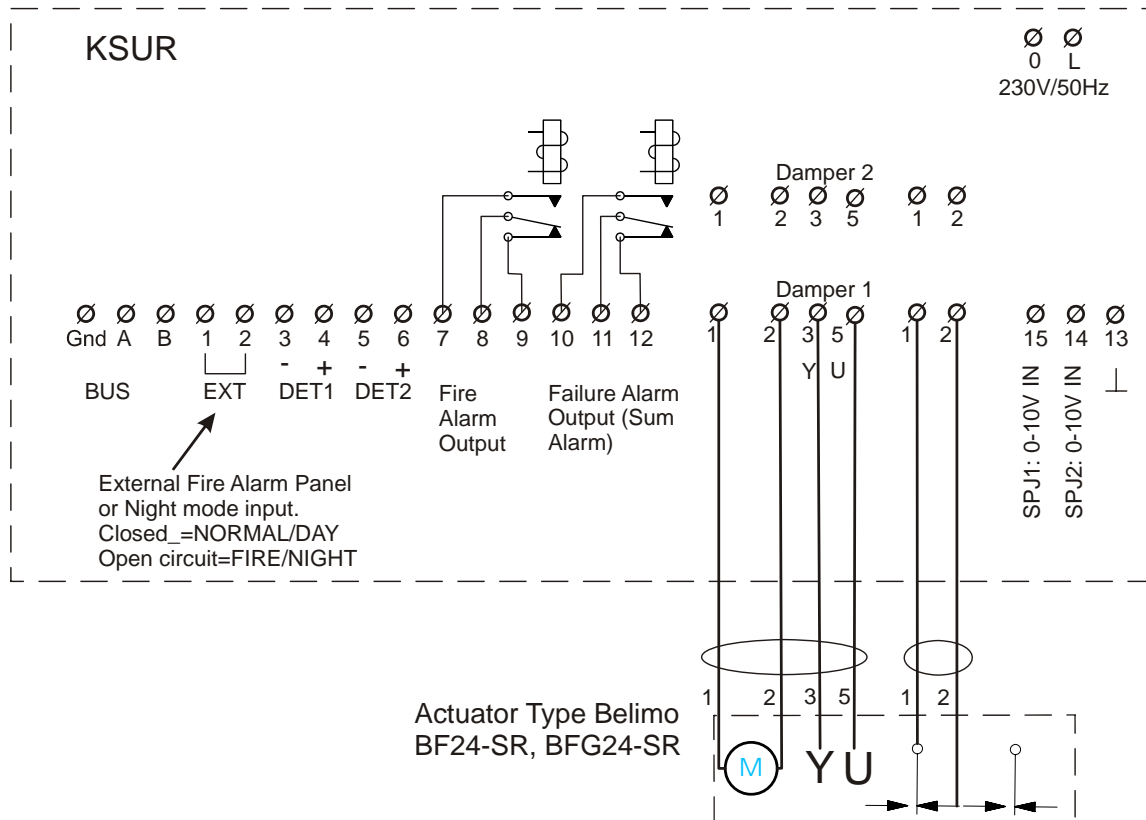 KSUR
0 L
230V/50Hz
Damper 2
1 2 3 5 1 2
Damper 1
Gnd A B 1 2 3 4 5 6 7 8 9 10 11 12 1 2 3 5 1 2 15 14 13
- + - +
Y U
BUS EXT DET1 DET2
Fire
Alarm
Output
Failure Alarm
Output (Sum
Alarm)
SPJ1: 0-10V IN
SPJ2: 0-10V IN
External Fire Alarm Panel
or Night mode input.
Closed_=NORMAL/DAY
Open circuit=FIRE/NIGHT
1 2 3 5 1 2
Actuator Type Belimo
BF24-SR, BFG24-SR
M Y U